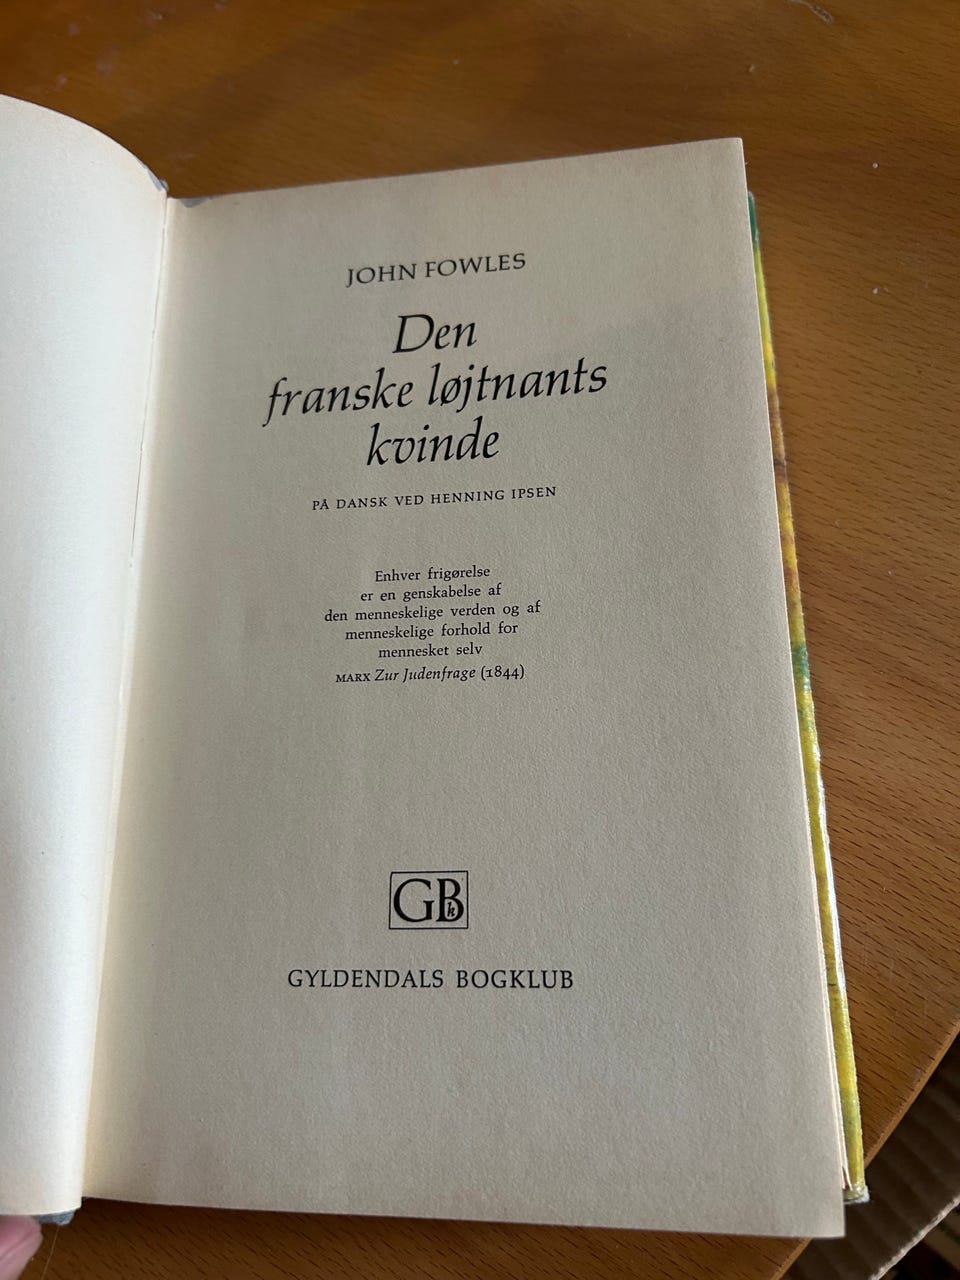 JOHN FOWLES
Den
franske løjtnants
kvinde
PÅ DANSK VED HENNING IPSEN
Enhver frigørelse
er en genskabelse af
den menneskelige verden og af
menneskelige forhold for
mennesket selv
MARX Zur Judenfrage (1844)
GBk
GYLDENDALS BOGKLUB